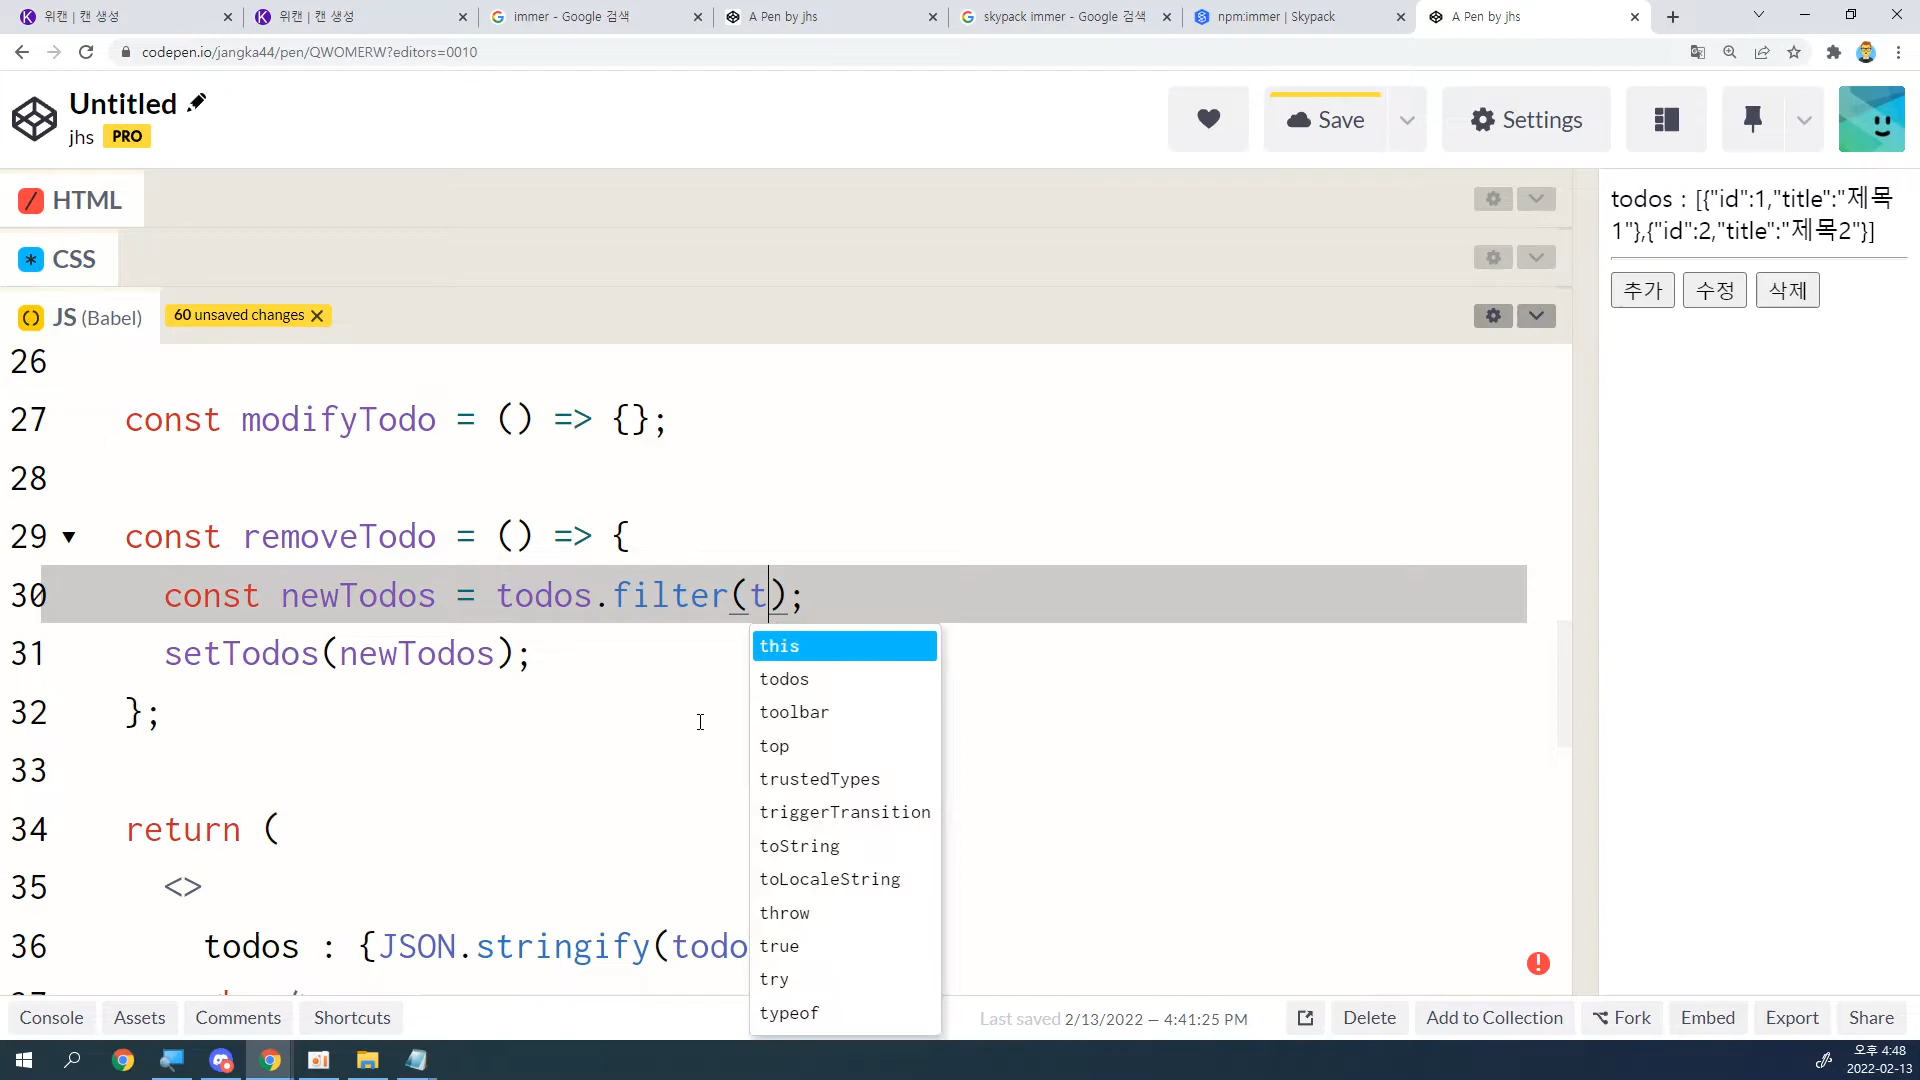 위캔 | 캔 생성
위캔 | 캔 생성
immer - Google 검색
A Pen by jhs
skypack immer - Google 검색
npm:immer | Skypack
A Pen by jhs
codepen.io/jangka44/pen/QWOMERW?editors=0010
Untitled
jhs PRO
Save
Settings
HTML
CSS
JS (Babel)
60 unsaved changes
26
27 const modifyTodo = () => {};
28
29 const removeTodo = () => {
30 const newTodos = todos.filter(t);
31 setTodos(newTodos);
32 };
33
34 return (
35 <>
36 todos : {JSON.stringify(todo
this
todos
toolbar
top
trustedTypes
triggerTransition
toString
toLocaleString
throw
true
try
typeof
todos : [{"id":1,"title":"제목
1"},{"id":2,"title":"제목2"}]
추가 수정 삭제
Console Assets Comments Shortcuts
Last saved 2/13/2022 — 4:41:25 PM
Delete Add to Collection Fork Embed Export Share
오후 4:48
2022-02-13